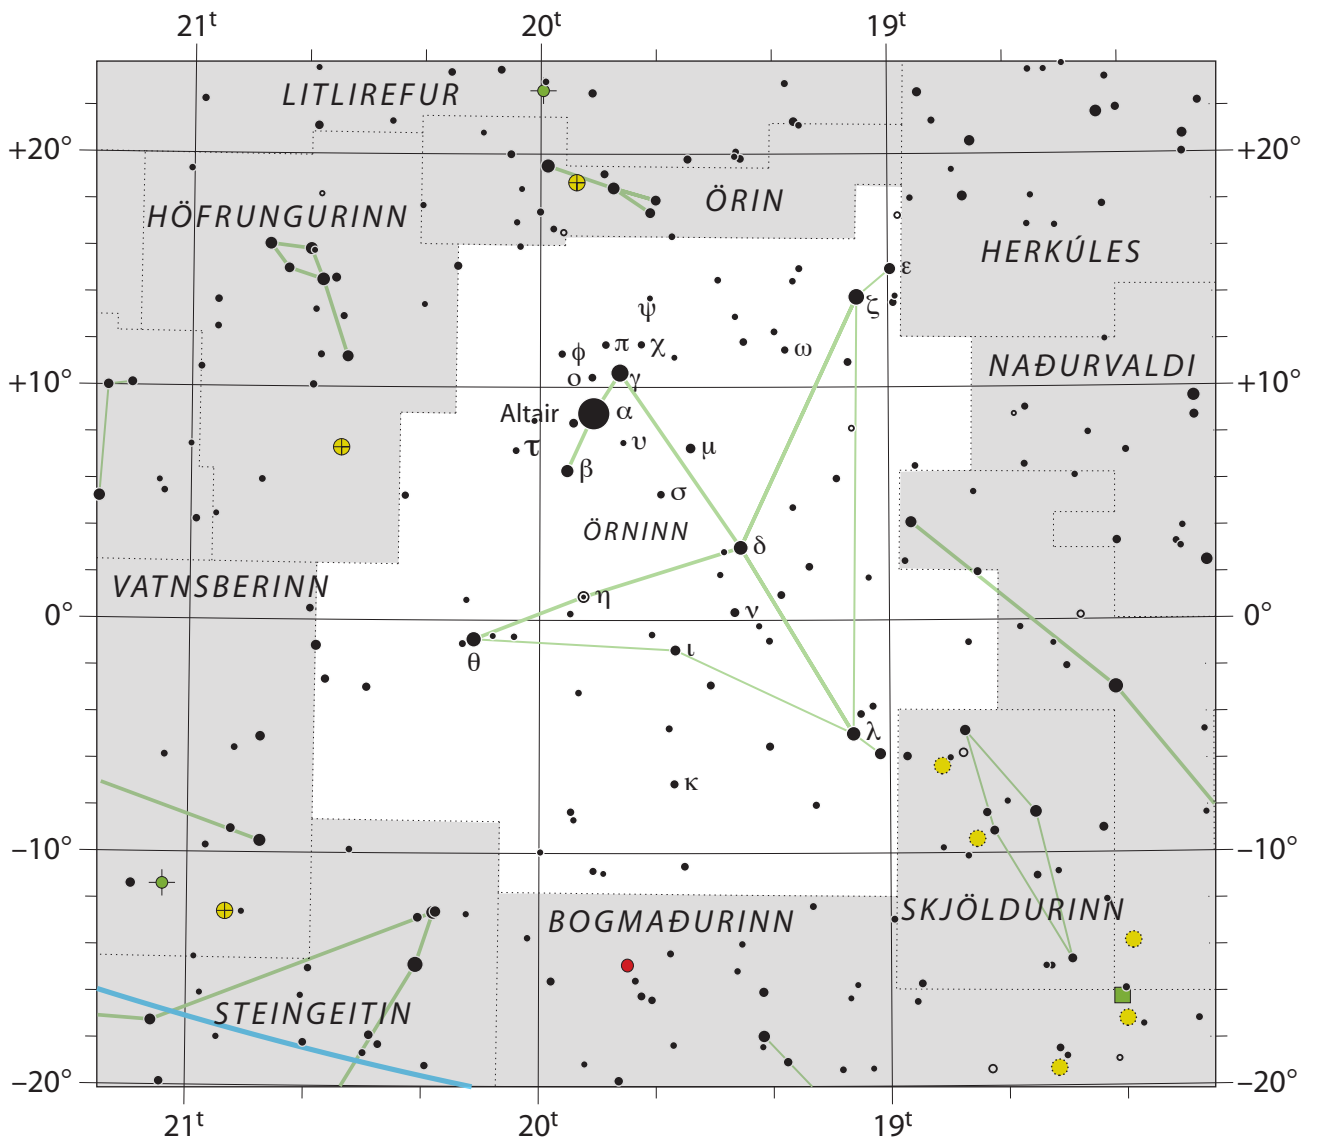 21ᵗ 20ᵗ 19ᵗ
LITLIREFUR
+20° +20°
ÖRIN
HÖFRUNGURINN
HERKÚLES
ε
ζ
ψ
π χ ω
ϕ
NAÐURVALDI
ο γ
+10° +10°
Altair α
τ υ μ
β
σ
ÖRNINN
δ
VATNSBERINN
η
0° ν 0°
ι
θ
λ
κ
−10° −10°
SKJÖLDURINN
BOGMAÐURINN
STEINGEITIN
−20° −20°
21ᵗ 20ᵗ 19ᵗ